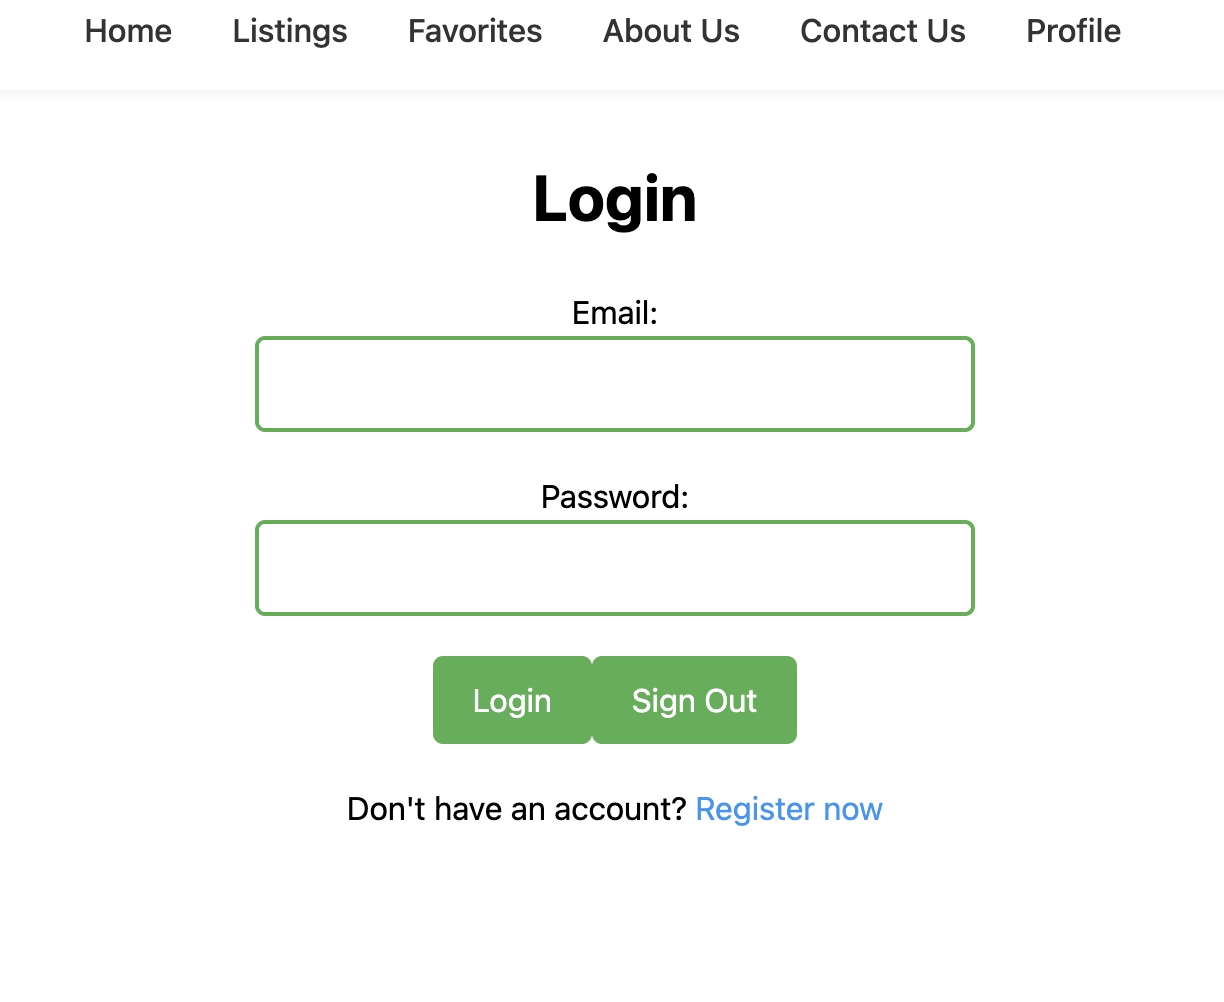 Home Listings Favorites About Us Contact Us Profile
Login
Email:
Password:
Login Sign Out
Don't have an account? Register now